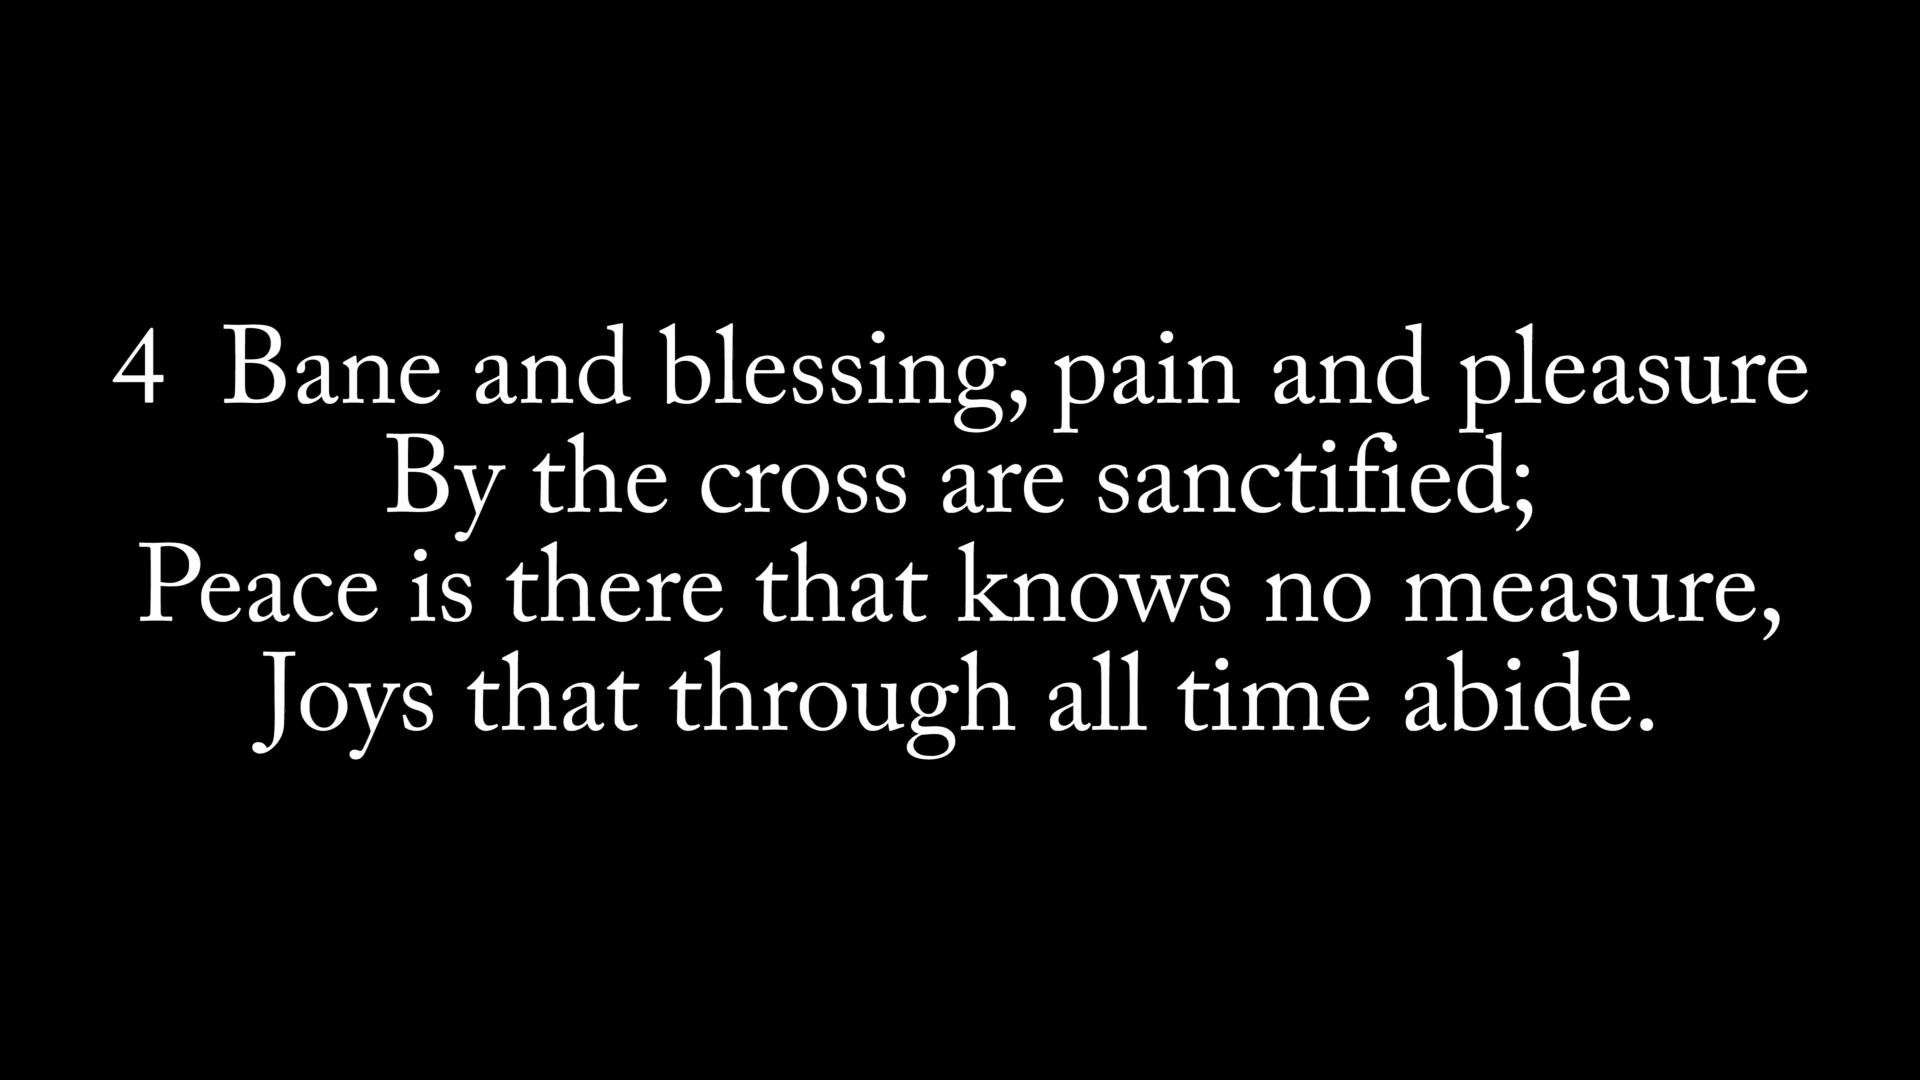 4 Bane and blessing, pain and pleasure
By the cross are sanctified;
Peace is there that knows no measure,
Joys that through all time abide.